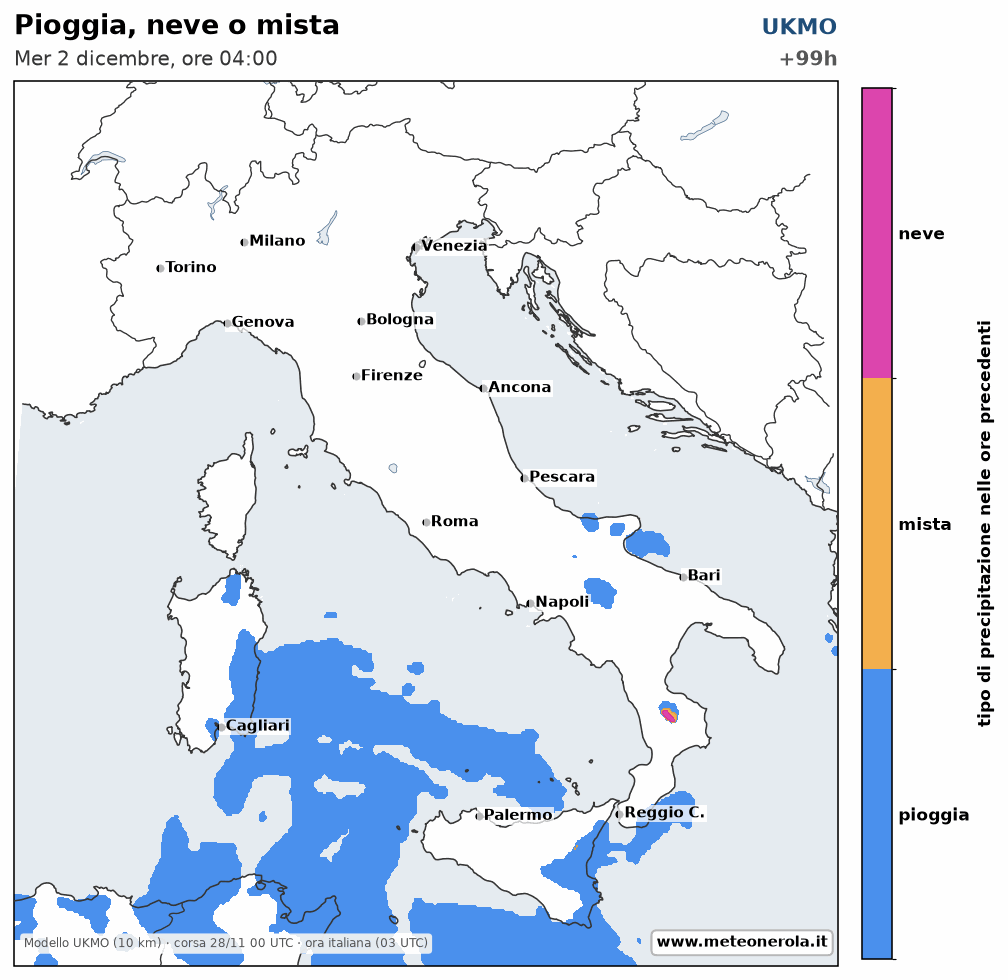 Pioggia, neve o mista
UKMO
Mer 2 dicembre, ore 04:00
+99h
Milano
Venezia
Torino
Genova
Bologna
Firenze
Ancona
Pescara
Roma
Bari
Napoli
Cagliari
Palermo
Reggio C.
neve
mista
pioggia
tipo di precipitazione nelle ore precedenti
Modello UKMO (10 km) · corsa 28/11 00 UTC · ora italiana (03 UTC)
www.meteonerola.it